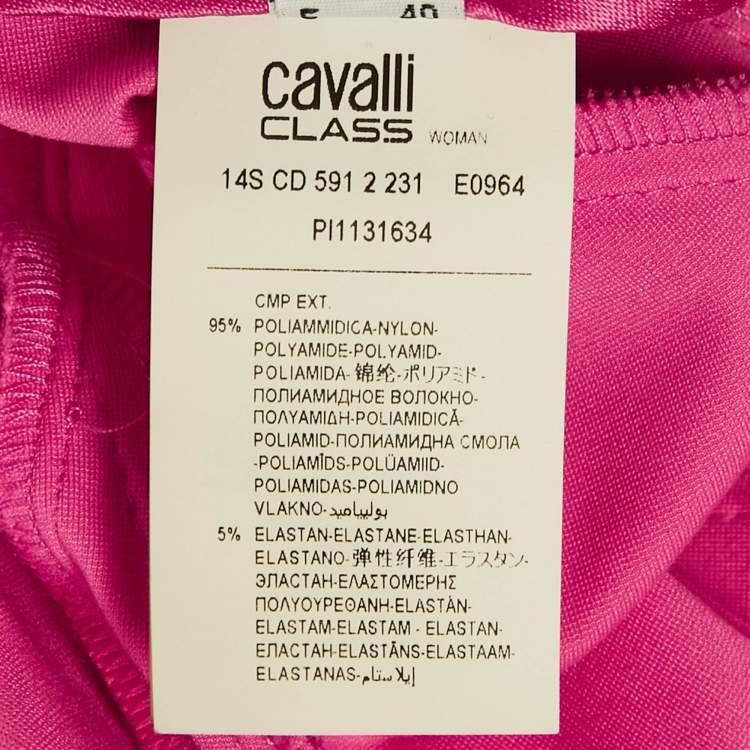 40
cavalli
CLASS WOMAN
14S CD 591 2 231 E0964
PI1131634
CMP EXT.
95% POLIAMMIDICA-NYLON-
POLYAMIDE-POLYAMID-
POLIAMIDA-锦纶-ポリアミド-
ПОЛИАМИДНОЕ ВОЛОКНО-
ΠΟΛΥΑΜΙΔΗ-POLIAMIDICĂ-
POLIAMID-ПОЛИАМИДНА СМОЛА
-POLIAMĪDS-POLÜAMIID-
POLIAMIDAS-POLIAMIDNO
VLAKNO-بولياميد
5% ELASTAN-ELASTANE-ELASTHAN-
ELASTANO-弹性纤维-エラスタン-
ЭЛАСТАН-ΕΛΑΣΤΟΜΕΡΗΣ
ΠΟΛΥΟΥΡΕΘΑΝΗ-ELASTÀN-
ELASTAM-ELASTAM - ELASTAN-
ЕЛАСТАН-ELASTĀNS-ELASTAAM-
ELASTANAS-إيلاستام